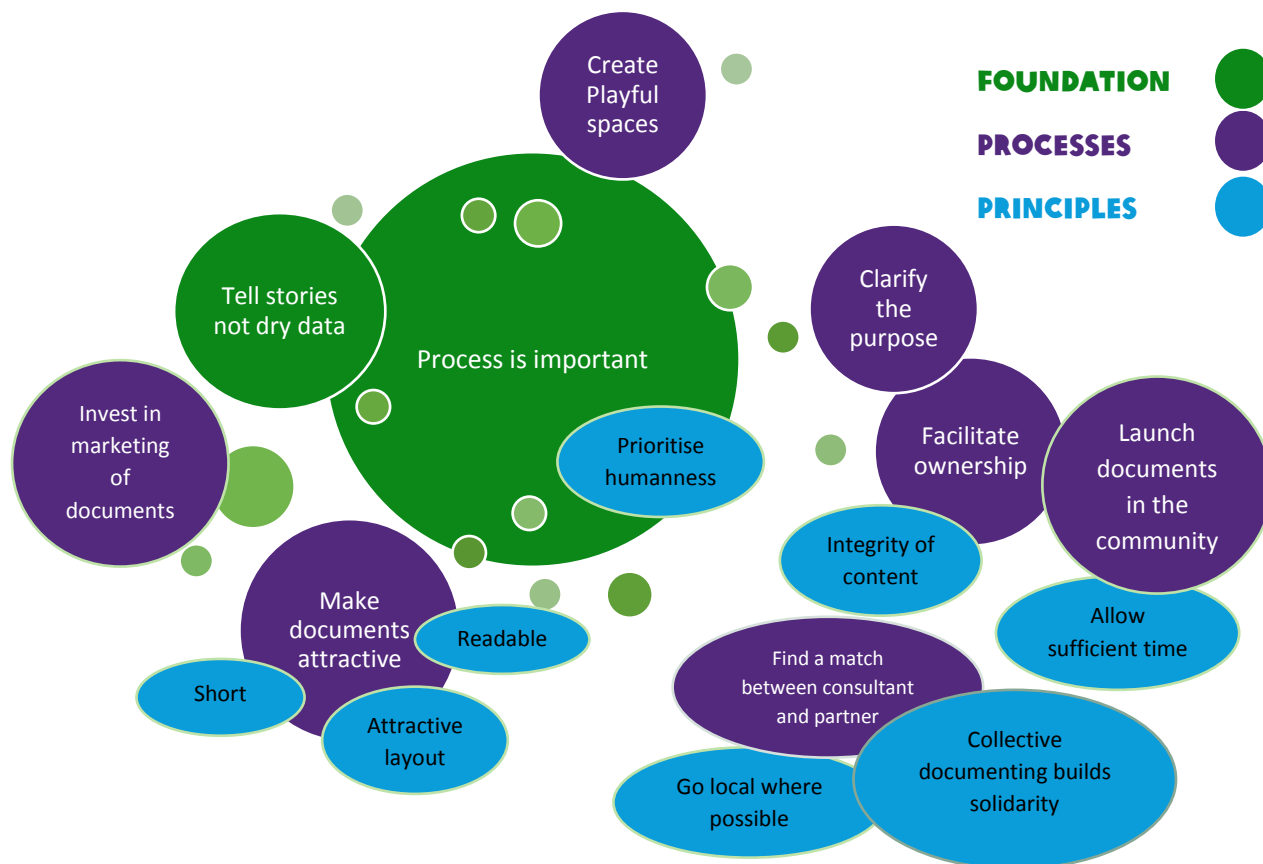 Create
Playful
spaces
FOUNDATION
PROCESSES
PRINCIPLES
Tell stories
not dry data
Process is important
Clarify
the
purpose
Invest in
marketing
of
documents
Prioritise
humanness
Facilitate
ownership
Launch
documents
in the
community
Integrity of
content
Make
documents
attractive
Readable
Short
Attractive
layout
Allow
sufficient time
Find a match
between consultant
and partner
Go local where
possible
Collective
documenting builds
solidarity